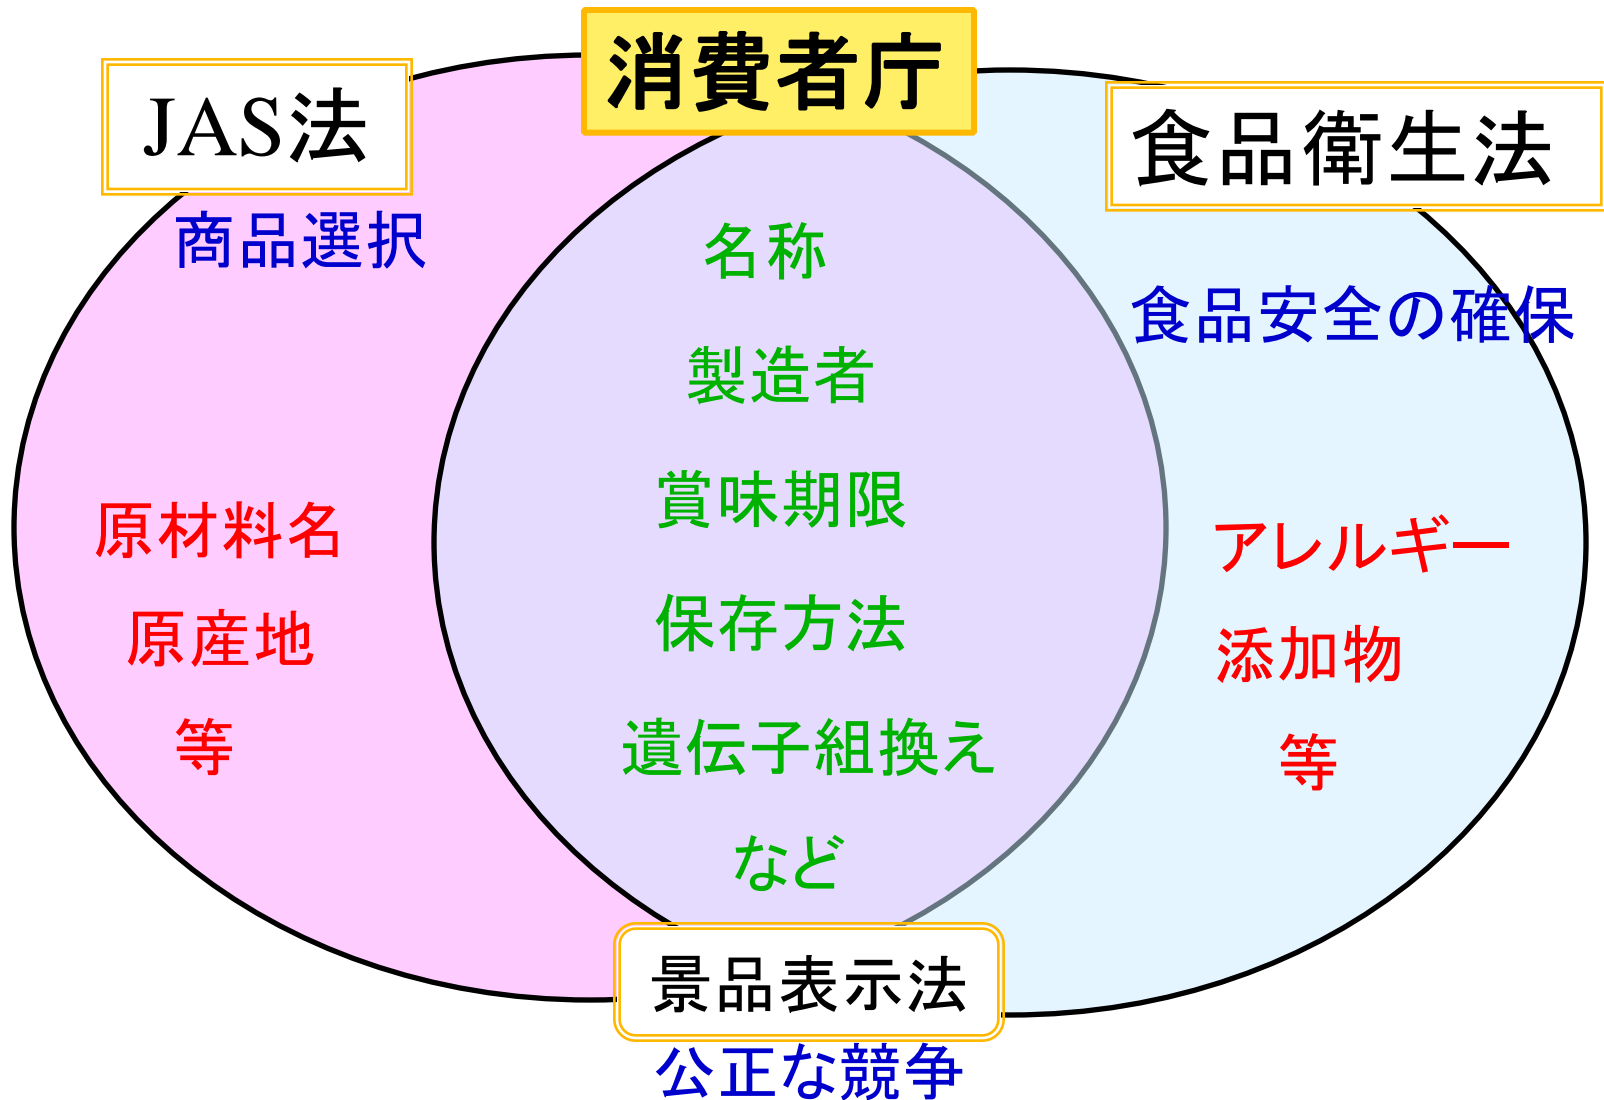 消費者庁
JAS法
食品衛生法
商品選択
食品安全の確保
名称
製造者
賞味期限
保存方法
遺伝子組換え
など
原材料名
原産地
等
アレルギー
添加物
等
景品表示法
公正な競争